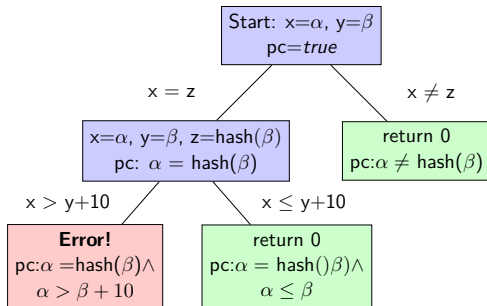 Start: x=α, y=β
pc=true
x = z
x ≠ z
x=α, y=β, z=hash(β)
pc: α = hash(β)
return 0
pc:α ≠ hash(β)
x > y+10
x ≤ y+10
Error!
pc:α =hash(β)∧
α > β + 10
return 0
pc:α = hash()β)∧
α ≤ β